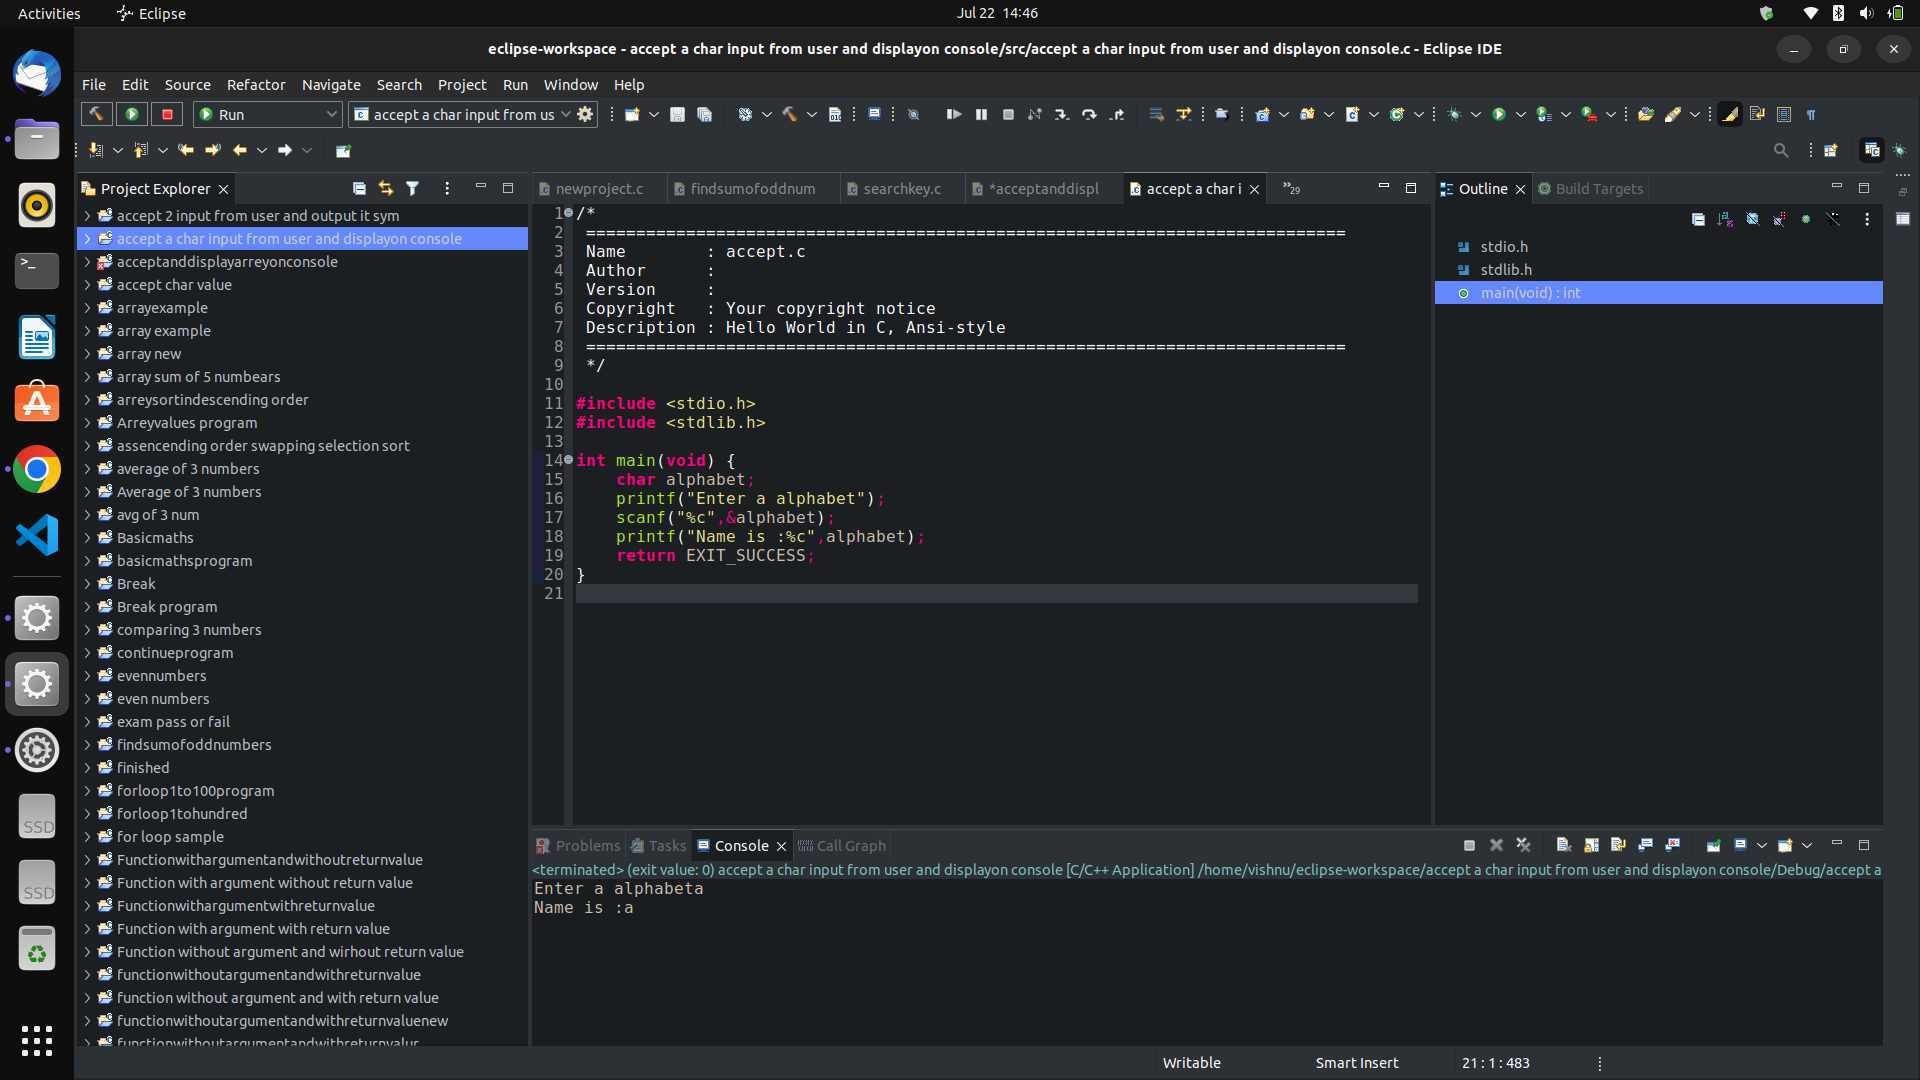 Activities
Eclipse
Jul 22 14:46
eclipse-workspace - accept a char input from user and displayon console/src/accept a char input from user and displayon console.c - Eclipse IDE
File Edit Source Refactor Navigate Search Project Run Window Help
Run
accept a char input from us
Project Explorer
accept 2 input from user and output it sym
accept a char input from user and displayon console
acceptanddisplayarreyonconsole
accept char value
arrayexample
array example
array new
array sum of 5 numbears
arreysortindescending order
Arreyvalues program
assencending order swapping selection sort
average of 3 numbers
Average of 3 numbers
avg of 3 num
Basicmaths
basicmathsprogram
Break
Break program
comparing 3 numbers
continueprogram
evennumbers
even numbers
exam pass or fail
findsumofoddnumbers
finished
forloop1to100program
forloop1tohundred
for loop sample
Functionwithargumentandwithoutreturnvalue
Function with argument without return value
Functionwithargumentwithreturnvalue
Function with argument with return value
Function without argument and wirhout return value
functionwithoutargumentandwithreturnvalue
function without argument and with return value
functionwithoutargumentandwithreturnvaluenew
functionwithoutargumentandwithreturnvalur
SSD
SSD
newproject.c
findsumofoddnum
searchkey.c
*acceptanddispl
accept a char i
»29
1 /*
2 ============================================================================
3 Name        : accept.c
4 Author      :
5 Version     :
6 Copyright   : Your copyright notice
7 Description : Hello World in C, Ansi-style
8 ============================================================================
9 */
10
11 #include <stdio.h>
12 #include <stdlib.h>
13
14 int main(void) {
15     char alphabet;
16     printf("Enter a alphabet");
17     scanf("%c",&alphabet);
18     printf("Name is :%c",alphabet);
19     return EXIT_SUCCESS;
20 }
21
Outline
Build Targets
stdio.h
stdlib.h
main(void) : int
Problems
Tasks
Console
Call Graph
<terminated> (exit value: 0) accept a char input from user and displayon console [C/C++ Application] /home/vishnu/eclipse-workspace/accept a char input from user and displayon console/Debug/accept a
Enter a alphabeta
Name is :a
Writable
Smart Insert
21 : 1 : 483